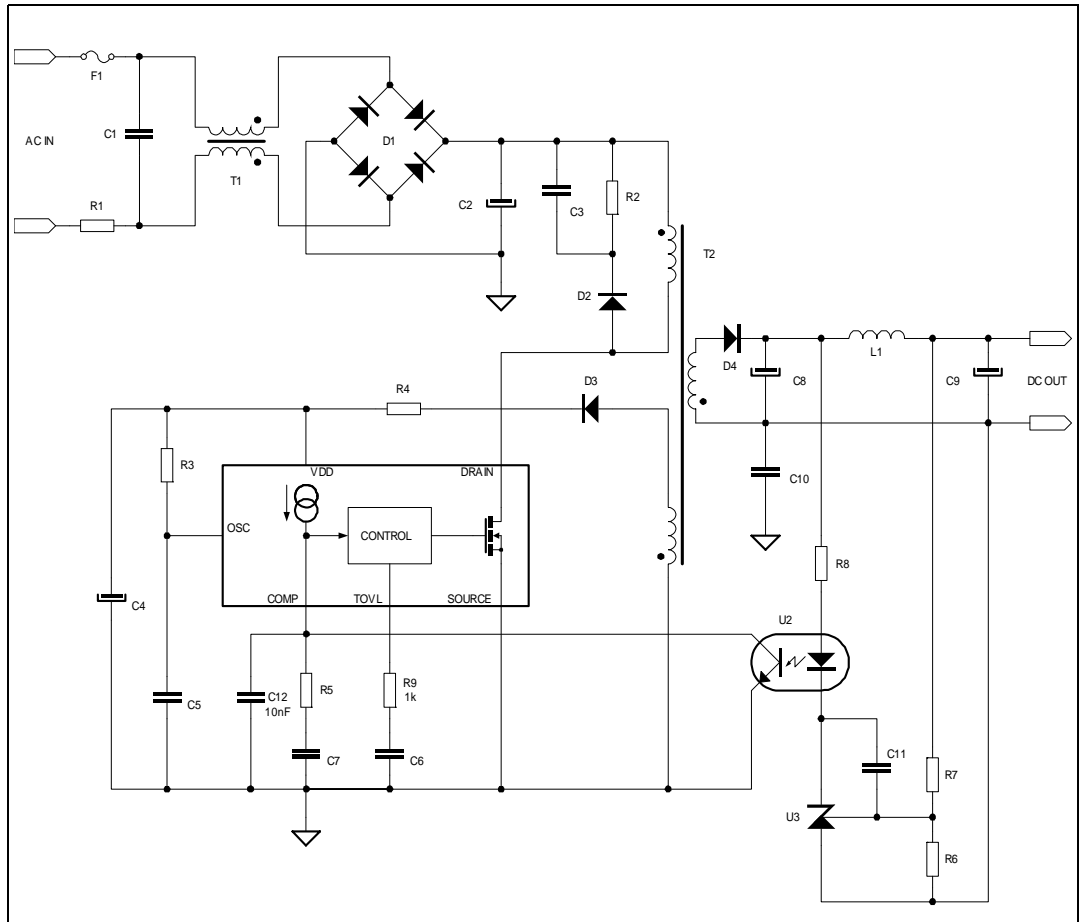 F1
AC IN
C1
T1
D1
R1
C2
C3
R2
T2
D2
D4
C8
L1
C9
DC OUT
R4
D3
R3
VDD
DRAIN
C10
OSC
CONTROL
R8
COMP
TOVL
SOURCE
C4
U2
C5
C12
10nF
R5
R9
1k
C7
C6
C11
R7
U3
R6